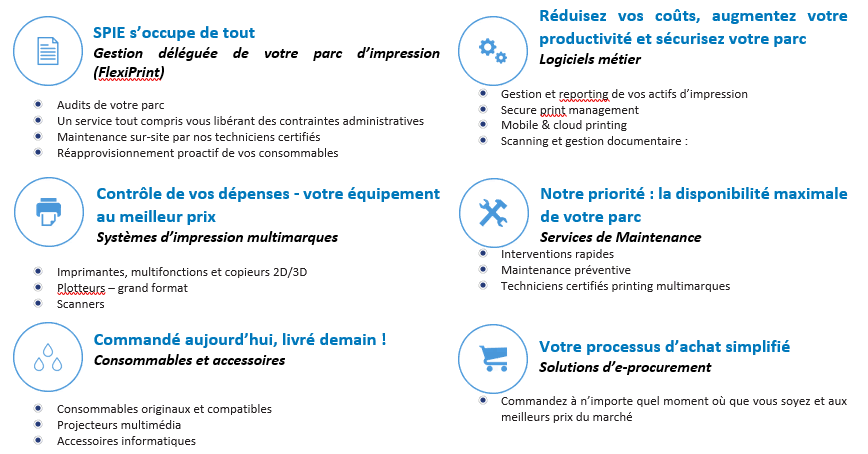 SPIE s’occupe de tout
Gestion déléguée de votre parc d’impression
(FlexiPrint)
Audits de votre parc
Un service tout compris vous libérant des contraintes administratives
Maintenance sur-site par nos techniciens certifiés
Réapprovisionnement proactif de vos consommables
Réduisez vos coûts, augmentez votre
productivité et sécurisez votre parc
Logiciels métier
Gestion et reporting de vos actifs d’impression
Secure print management
Mobile & cloud printing
Scanning et gestion documentaire :
Contrôle de vos dépenses - votre équipement
au meilleur prix
Systèmes d’impression multimarques
Imprimantes, multifonctions et copieurs 2D/3D
Plotteurs – grand format
Scanners
Notre priorité : la disponibilité maximale
de votre parc
Services de Maintenance
Interventions rapides
Maintenance préventive
Techniciens certifiés printing multimarques
Commandé aujourd’hui, livré demain !
Consommables et accessoires
Consommables originaux et compatibles
Projecteurs multimédia
Accessoires informatiques
Votre processus d’achat simplifié
Solutions d’e-procurement
Commandez à n’importe quel moment où que vous soyez et aux
meilleurs prix du marché